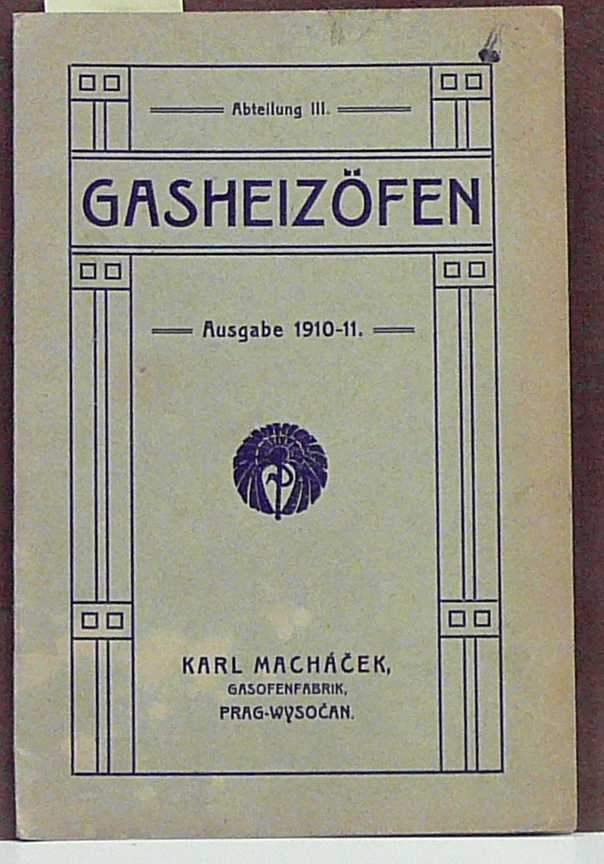 Abteilung III.
GASHEIZÖFEN
Ausgabe 1910-11.
KARL MACHÁČEK,
GASOFENFABRIK,
PRAG-WYSOČAN.